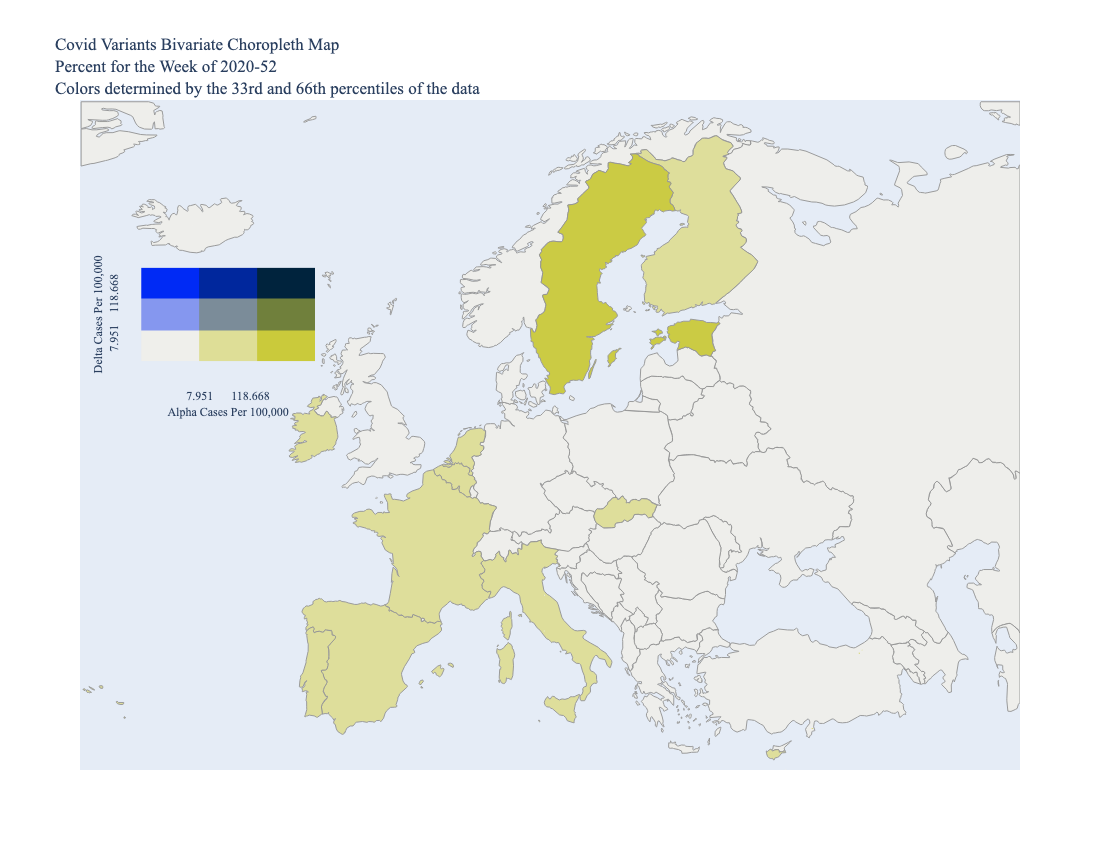 Covid Variants Bivariate Choropleth Map
Percent for the Week of 2020-52
Colors determined by the 33rd and 66th percentiles of the data
Delta Cases Per 100,000
7.951 118.668
7.951 118.668
Alpha Cases Per 100,000